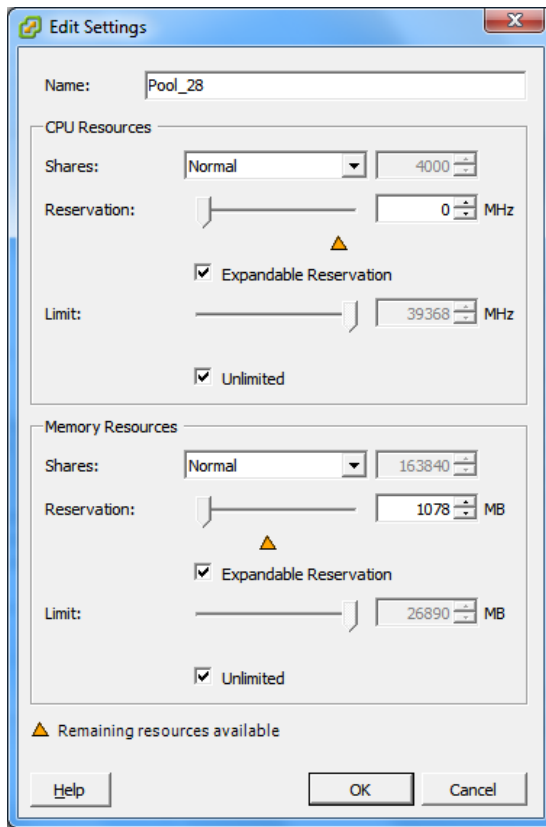 Edit Settings
Name: Pool_28
CPU Resources
Shares: Normal 4000
Reservation: 0 MHz
Expandable Reservation
Limit: 39368 MHz
Unlimited
Memory Resources
Shares: Normal 163840
Reservation: 1078 MB
Expandable Reservation
Limit: 26890 MB
Unlimited
Remaining resources available
Help OK Cancel